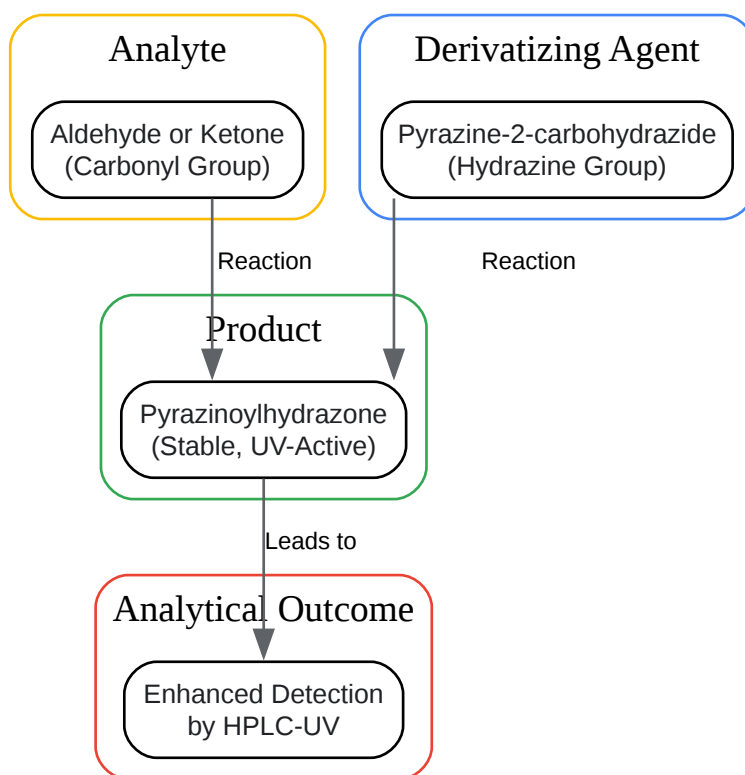 Analyte
Derivatizing Agent
Aldehyde or Ketone
(Carbonyl Group)
Pyrazine-2-carbohydrazide
(Hydrazine Group)
Reaction
Reaction
Product
Pyrazinoylhydrazone
(Stable, UV-Active)
Leads to
Analytical Outcome
Enhanced Detection
by HPLC-UV